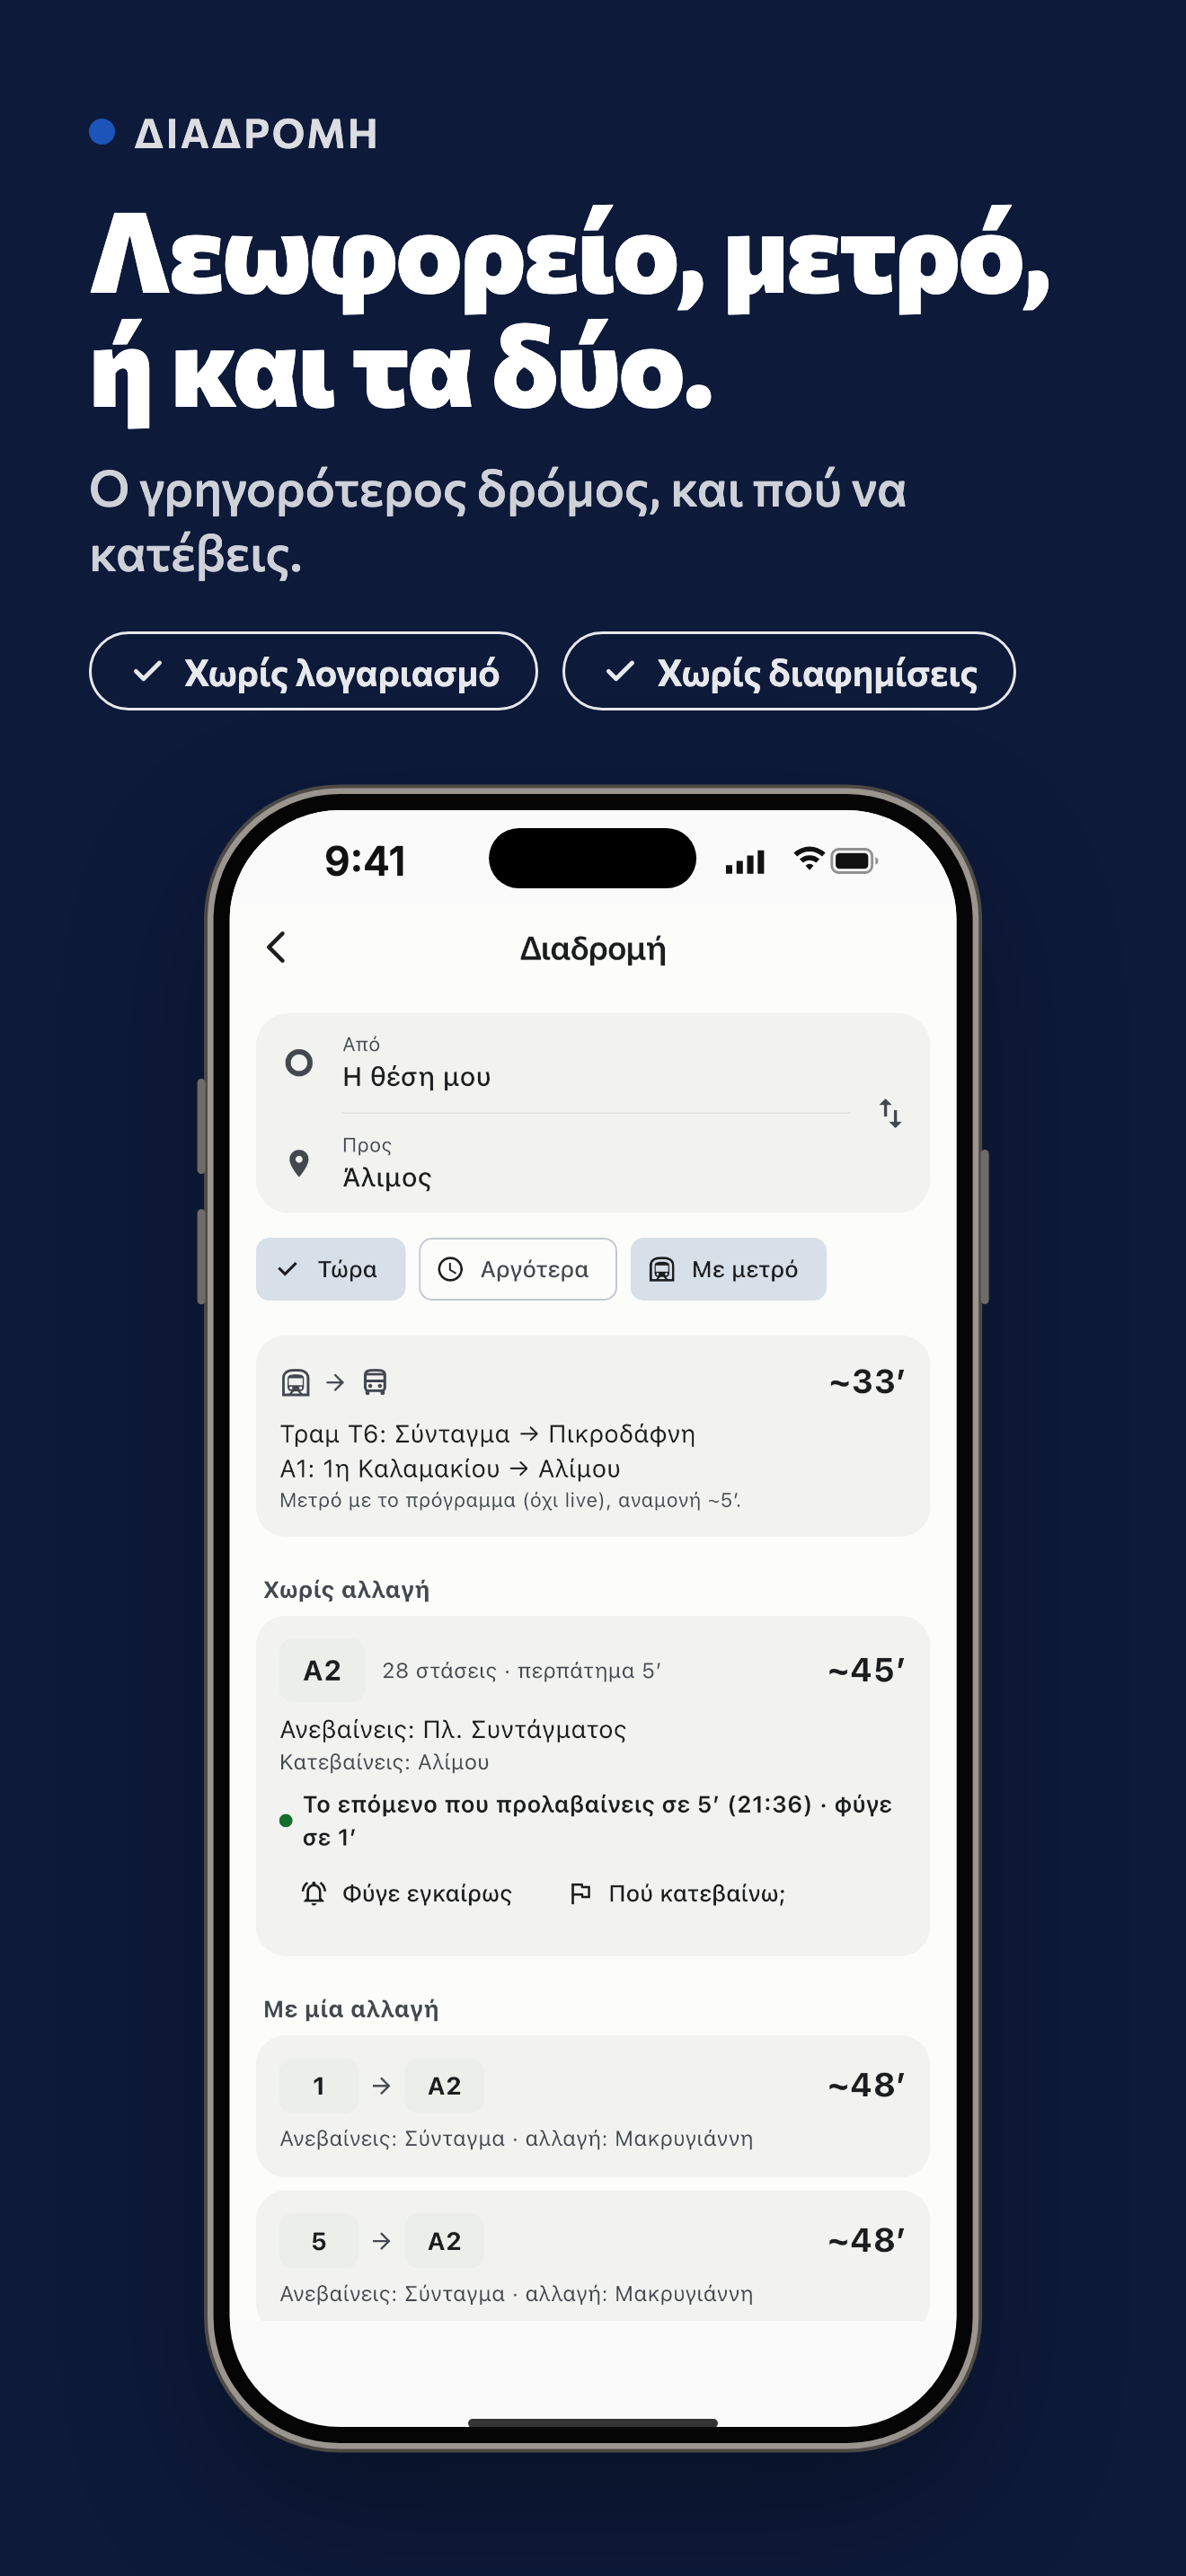 ΔΙΑΔΡΟΜΗ
Λεωφορείο, μετρό,
ή και τα δύο.
Ο γρηγορότερος δρόμος, και πού να
κατέβεις.
Χωρίς λογαριασμό
Χωρίς διαφημίσεις
9:41
Διαδρομή
Από
Η θέση μου
Προς
Άλιμος
Τώρα
Αργότερα
Με μετρό
→ ~33′
Τραμ Τ6: Σύνταγμα → Πικροδάφνη
Α1: 1η Καλαμακίου → Αλίμου
Μετρό με το πρόγραμμα (όχι live), αναμονή ~5′.
Χωρίς αλλαγή
Α2 28 στάσεις · περπάτημα 5′ ~45′
Ανεβαίνεις: Πλ. Συντάγματος
Κατεβαίνεις: Αλίμου
Το επόμενο που προλαβαίνεις σε 5′ (21:36) · φύγε
σε 1′
Φύγε εγκαίρως
Πού κατεβαίνω;
Με μία αλλαγή
1 → Α2 ~48′
Ανεβαίνεις: Σύνταγμα · αλλαγή: Μακρυγιάννη
5 → Α2 ~48′
Ανεβαίνεις: Σύνταγμα · αλλαγή: Μακρυγιάννη